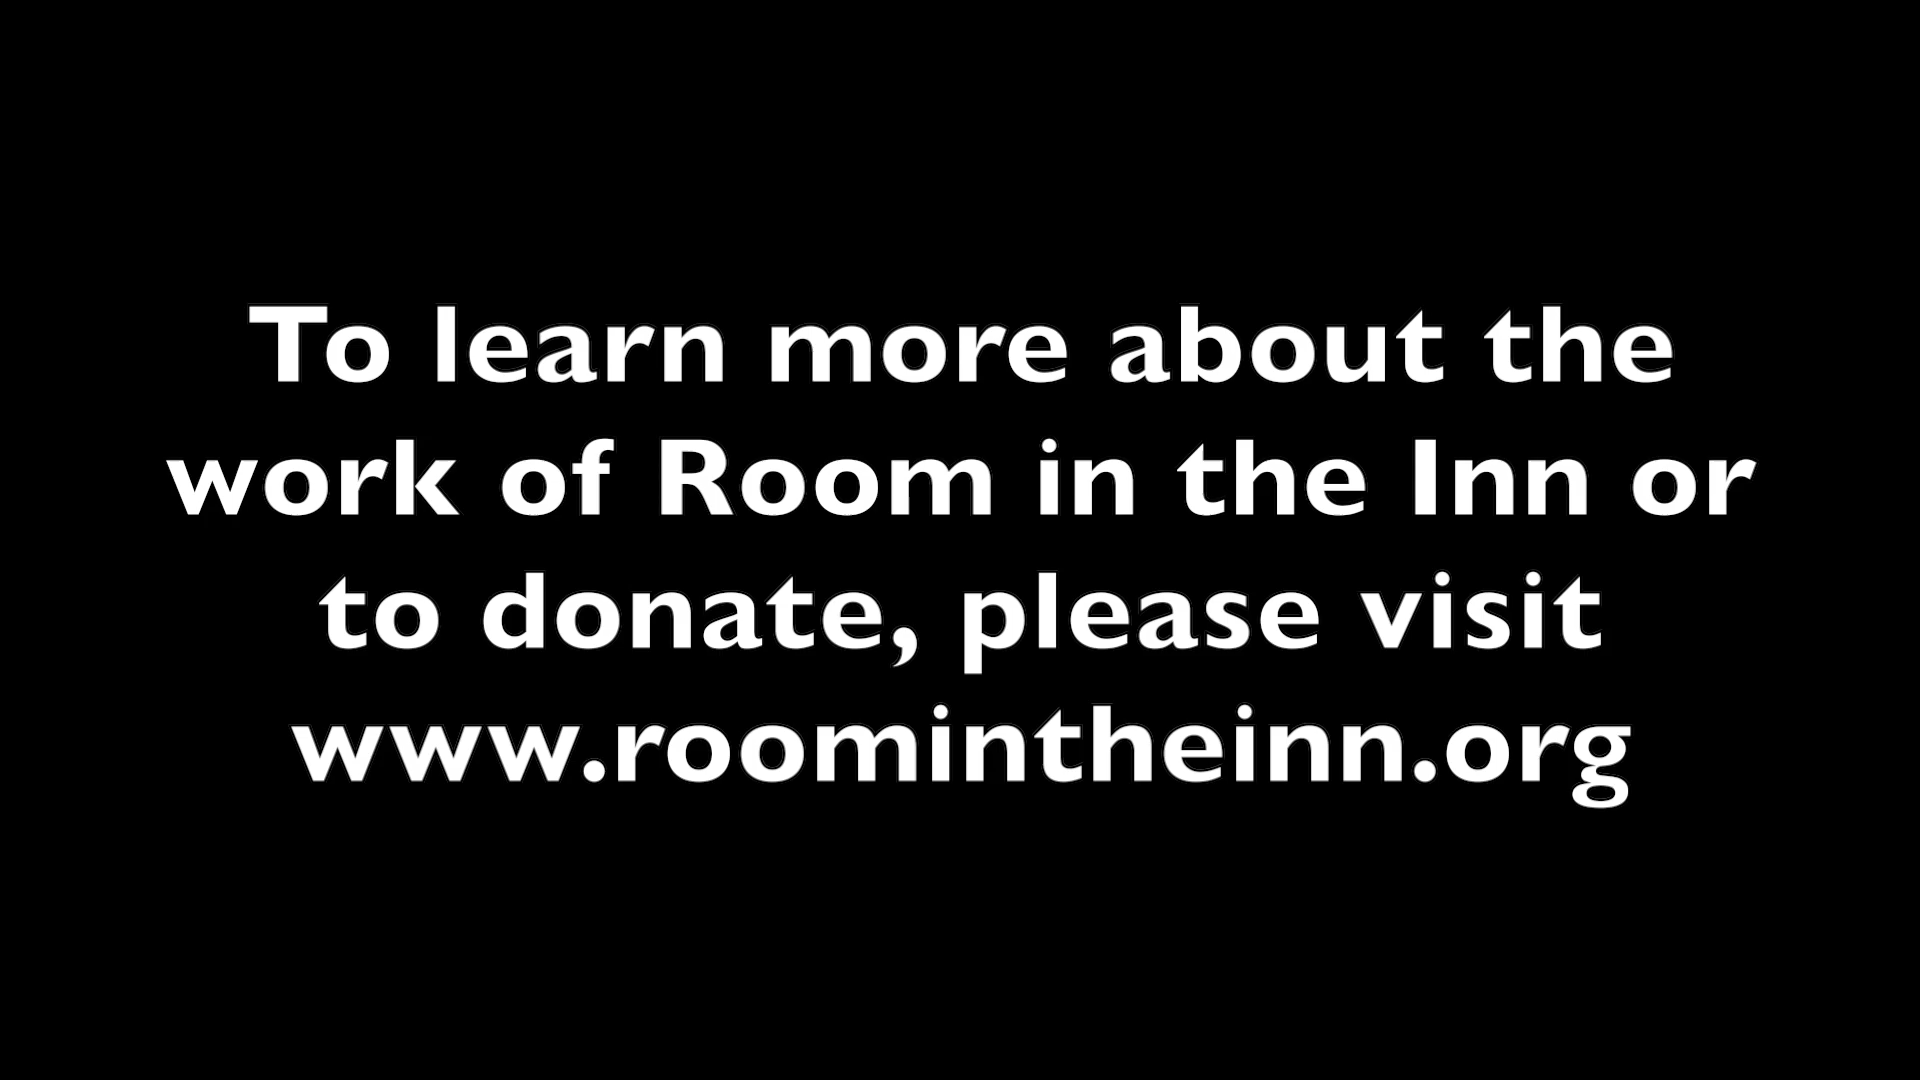 To learn more about the
work of Room in the Inn or
to donate, please visit
www.roomintheinn.org